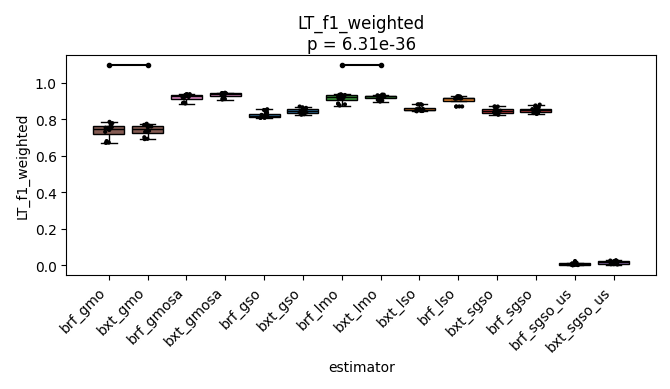 LT_f1_weighted
p = 6.31e-36
LT_f1_weighted
1.0
0.8
0.6
0.4
0.2
0.0
brf_gmo
bxt_gmo
brf_gmosa
bxt_gmosa
brf_gso
bxt_gso
brf_lmo
bxt_lmo
bxt_lso
brf_lso
bxt_sgso
brf_sgso
brf_sgso_us
bxt_sgso_us
estimator